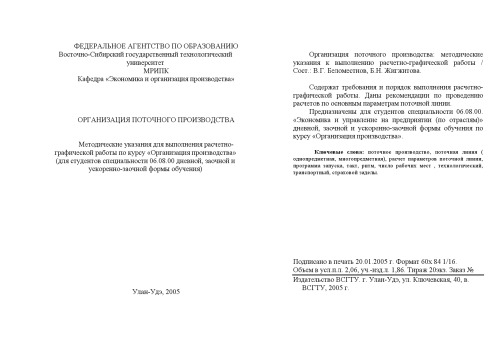 ФЕДЕРАЛЬНОЕ АГЕНТСТВО ПО ОБРАЗОВАНИЮ
Восточно-Сибирский государственный технологический
университет
МРИПК
Кафедра «Экономика и организация производства»
ОРГАНИЗАЦИЯ ПОТОЧНОГО ПРОИЗВОДСТВА
Методические указания для выполнения расчетно-
графической работы по курсу «Организация производства»
(для студентов специальности 06.08.00 дневной, заочной и
ускоренно-заочной формы обучения)
Улан-Удэ, 2005
Организация поточного производства: методические
указания к выполнению расчетно-графической работы /
Сост.: В.Г. Беломестнов, Б.Н. Жигжитова.
Содержат требования и порядок выполнения расчетно-
графической работы. Даны рекомендации по проведению
расчетов по основным параметрам поточной линии.
Предназначены для студентов специальности 06.08.00.
«Экономика и управление на предприятии (по отраслям)»
дневной, заочной и ускоренно-заочной формы обучения по
курсу «Организация производства».
Ключевые слова: поточное производство, поточная линия (
однопредметная, многопредметная), расчет параметров поточной линии,
программа запуска, такт, ритм, число рабочих мест , технологический,
транспортный, страховой заделы.
Подписано в печать 20.01.2005 г. Формат 60х 84 1/16.
Объем в усл.п.л. 2,06, уч.-изд.л. 1,86. Тираж 20экз. Заказ №
Издательство ВСГТУ. г. Улан-Удэ, ул. Ключевская, 40, в.
ВСГТУ, 2005 г.